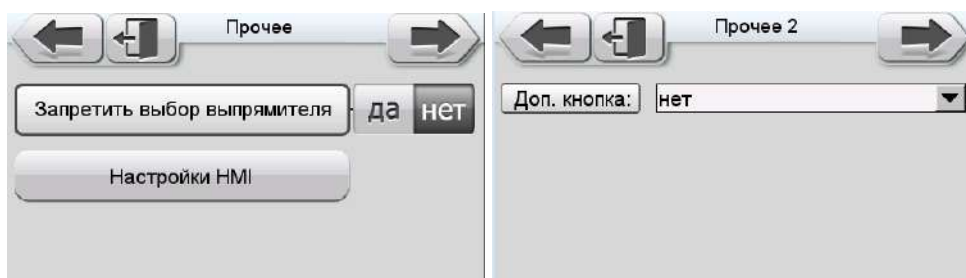 Прочее
Запретить выбор выпрямителя да нет
Настройки HMI
Прочее 2
Доп. кнопка: нет